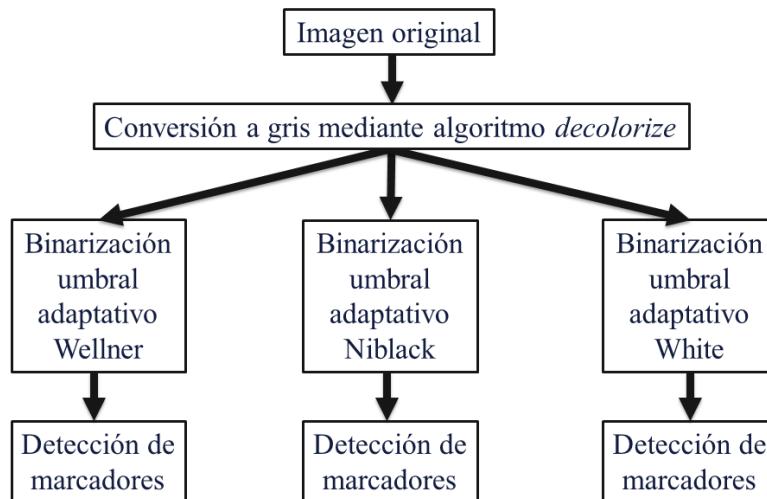 Imagen original
Conversión a gris mediante algoritmo decolorize
Binarización
umbral
adaptativo
Wellner
Binarización
umbral
adaptativo
Niblack
Binarización
umbral
adaptativo
White
Detección de
marcadores
Detección de
marcadores
Detección de
marcadores